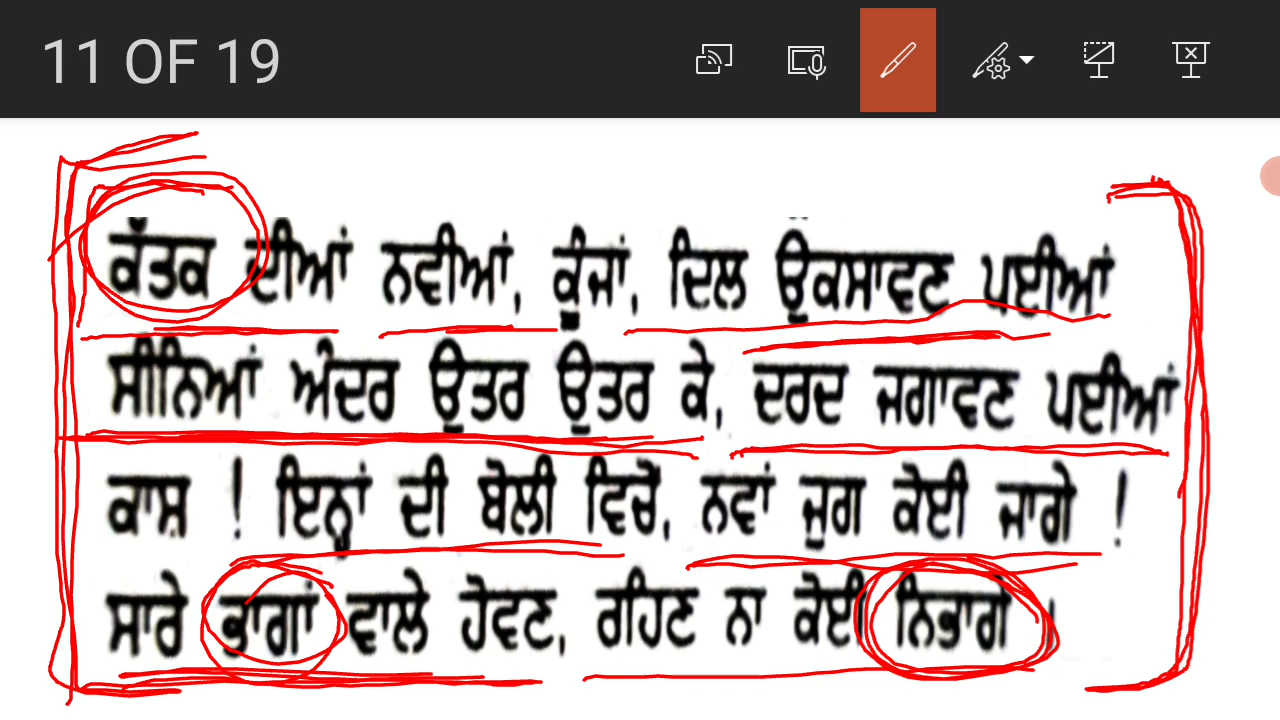 11 OF 19
ਕੱਤਕ ਦੀਆਂ ਨਵੀਆਂ, ਕੂੰਜਾਂ, ਦਿਲ ਉਕਸਾਵਣ ਪਈਆਂ
ਸੀਨਿਆਂ ਅੰਦਰ ਉਤਰ ਉਤਰ ਕੇ, ਦਰਦ ਜਗਾਵਣ ਪਈਆਂ
ਕਾਸ਼ ! ਇਨ੍ਹਾਂ ਦੀ ਬੋਲੀ ਵਿਚੋਂ, ਨਵਾਂ ਜੁਗ ਕੋਈ ਜਾਗੇ !
ਸਾਰੇ ਭਾਗਾਂ ਵਾਲੇ ਹੋਵਣ, ਰਹਿਣ ਨਾ ਕੋਈ ਨਿਭਾਗੇ ।